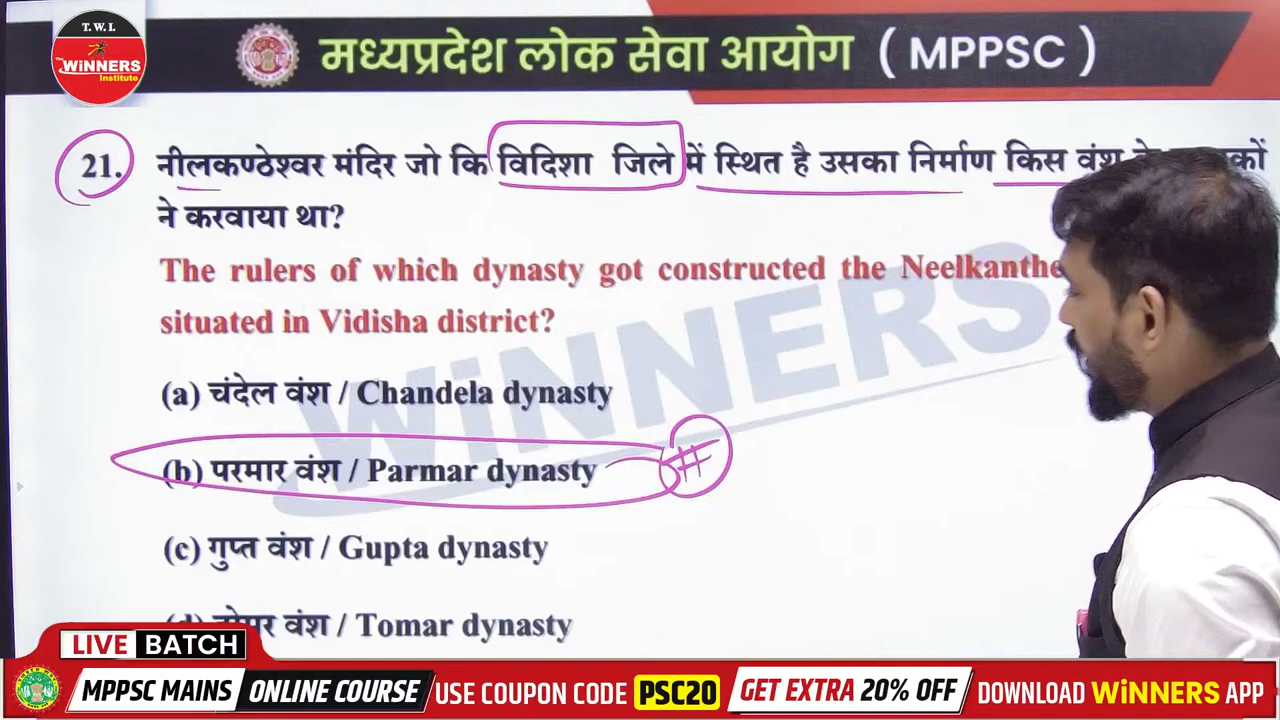 T. W. I.
THE WiNNERS
Institute
मध्यप्रदेश लोक सेवा आयोग ( MPPSC )
21. नीलकण्ठेश्वर मंदिर जो कि विदिशा जिले में स्थित है उसका निर्माण किस वंश
ने करवाया था?
The rulers of which dynasty got constructed the
situated in Vidisha district?
WiNNERS
(a) चंदेल वंश / Chandela dynasty
(b) परमार वंश / Parmar dynasty #
(c) गुप्त वंश / Gupta dynasty
वंश / Tomar dynasty
LIVE BATCH
MPPSC MAINS ONLINE COURSE USE COUPON CODE PSC20 GET EXTRA 20% OFF DOWNLOAD WiNNERS APP